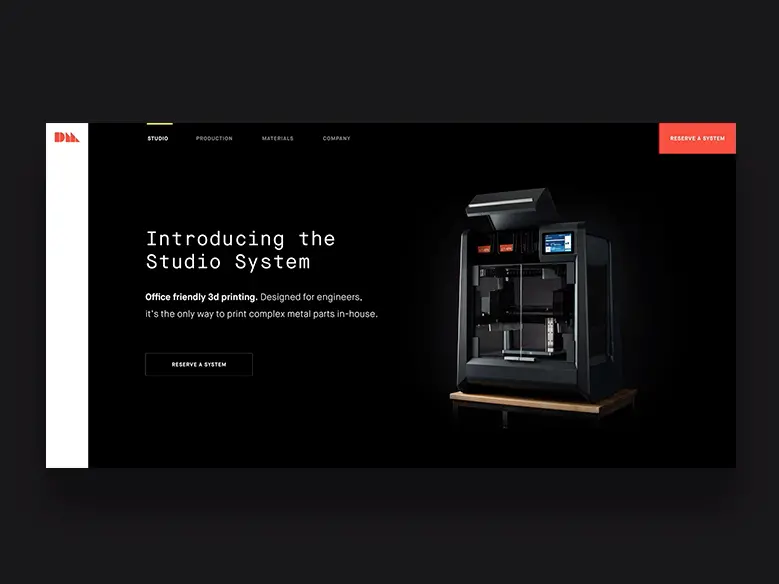 DM
STUDIO
PRODUCTION
MATERIALS
COMPANY
RESERVE A SYSTEM
Introducing the
Studio System
Office friendly 3d printing. Designed for engineers,
it's the only way to print complex metal parts in-house.
RESERVE A SYSTEM